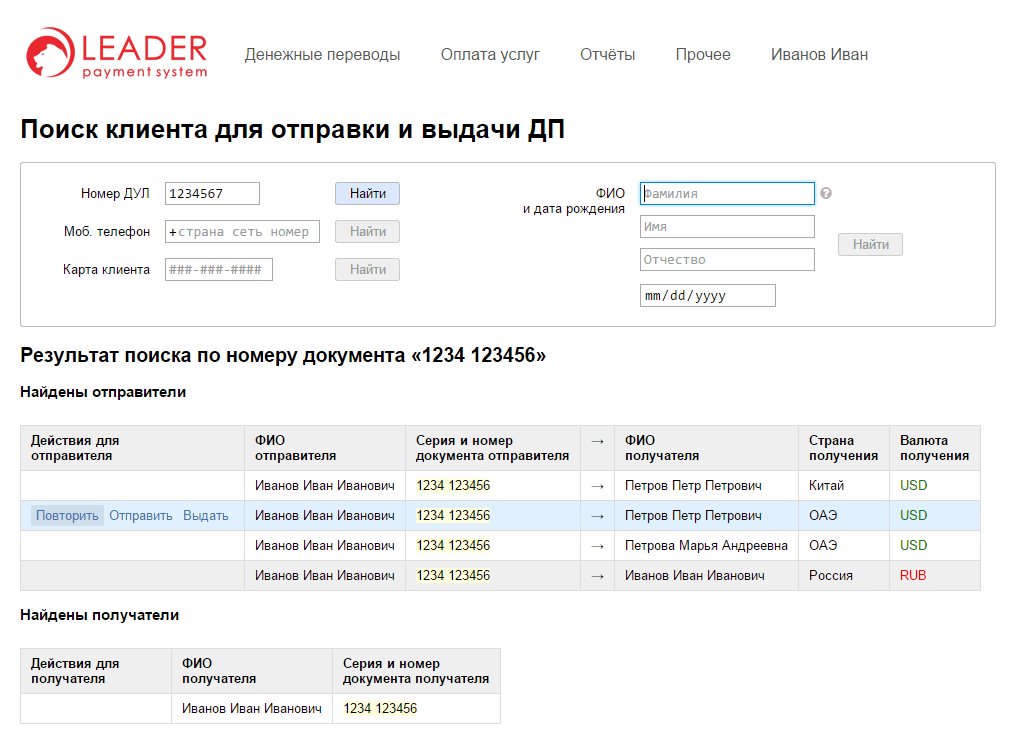 LEADER
payment system
Денежные переводы Оплата услуг Отчёты Прочее Иванов Иван
Поиск клиента для отправки и выдачи ДП
Номер ДУЛ 1234567 Найти
Моб. телефон +страна сеть номер Найти
Карта клиента ###-###-#### Найти
ФИО
и дата рождения
Фамилия ?
Имя
Отчество
Найти
mm/dd/yyyy
Результат поиска по номеру документа «1234 123456»
Найдены отправители
Действия для отправителя ФИО отправителя Серия и номер документа отправителя → ФИО получателя Страна получения Валюта получения
Иванов Иван Иванович 1234 123456 → Петров Петр Петрович Китай USD
Повторить Отправить Выдать Иванов Иван Иванович 1234 123456 → Петров Петр Петрович ОАЭ USD
Иванов Иван Иванович 1234 123456 → Петрова Марья Андреевна ОАЭ USD
Иванов Иван Иванович 1234 123456 → Иванов Иван Иванович Россия RUB
Найдены получатели
Действия для получателя ФИО получателя Серия и номер документа получателя
Иванов Иван Иванович 1234 123456